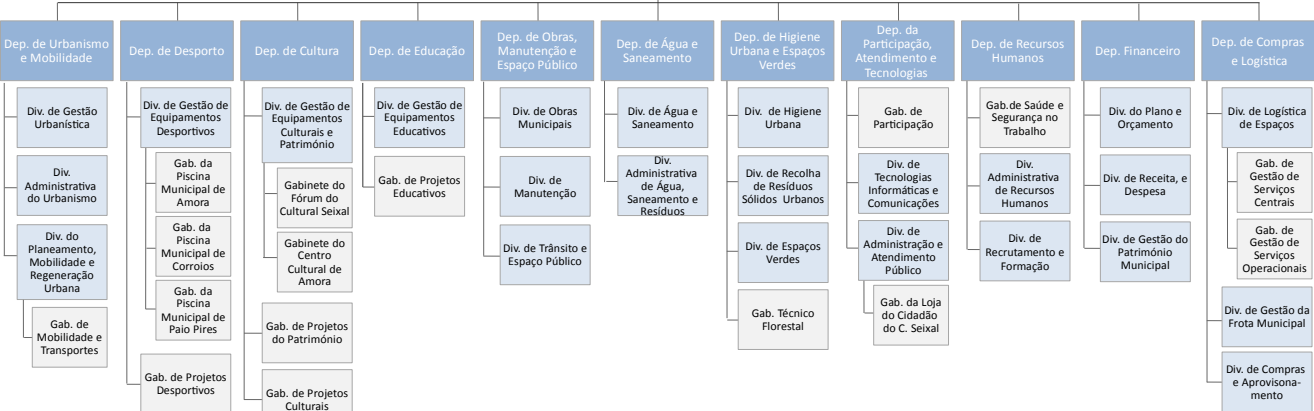 Dep. de Urbanismo
e Mobilidade
Div. de Gestão
Urbanística
Div.
Administrativa
do Urbanismo
Div. do
Planeamento,
Mobilidade e
Regeneração
Urbana
Gab. de
Mobilidade e
Transportes
Dep. de Desporto
Div. de Gestão de
Equipamentos
Desportivos
Gab. da
Piscina
Municipal de
Amora
Gab. da
Piscina
Municipal de
Corroios
Gab. da
Piscina
Municipal de
Paio Pires
Gab. de Projetos
Desportivos
Dep. de Cultura
Div. de Gestão de
Equipamentos
Culturais e
Património
Gabinete do
Fórum do
Cultural Seixal
Gabinete do
Centro
Cultural de
Amora
Gab. de Projetos
do Património
Gab. de Projetos
Culturais
Dep. de Educação
Div. de Gestão de
Equipamentos
Educativos
Gab. de Projetos
Educativos
Dep. de Obras,
Manutenção e
Espaço Público
Div. de Obras
Municipais
Div. de
Manutenção
Div. de Trânsito e
Espaço Público
Dep. de Água e
Saneamento
Div. de Água e
Saneamento
Div.
Administrativa
de Água,
Saneamento e
Resíduos
Dep. de Higiene
Urbana e Espaços
Verdes
Div. de Higiene
Urbana
Div. de Recolha
de Resíduos
Sólidos Urbanos
Div. de Espaços
Verdes
Gab. Técnico
Florestal
Dep. da
Participação,
Atendimento e
Tecnologias
Gab. de
Participação
Div. de
Tecnologias
Informáticas e
Comunicações
Div. de
Administração e
Atendimento
Público
Gab. da Loja
do Cidadão
do C. Seixal
Dep. de Recursos
Humanos
Gab.de Saúde e
Segurança no
Trabalho
Div.
Administrativa
de Recursos
Humanos
Div. de
Recrutamento e
Formação
Dep. Financeiro
Div. do Plano e
Orçamento
Div. de Receita, e
Despesa
Div. de Gestão do
Património
Municipal
Dep. de Compras
e Logística
Div. de Logística
de Espaços
Gab. de
Gestão de
Serviços
Centrais
Gab. de
Gestão de
Serviços
Operacionais
Div. de Gestão da
Frota Municipal
Div. de Compras
e Aprovisona-
mento